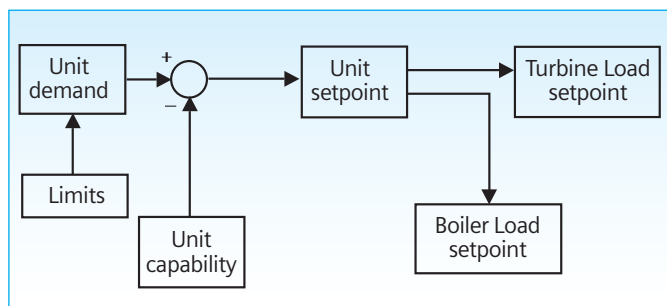 Unit
demand
+
−
Unit
setpoint
Turbine Load
setpoint
Limits
Unit
capability
Boiler Load
setpoint